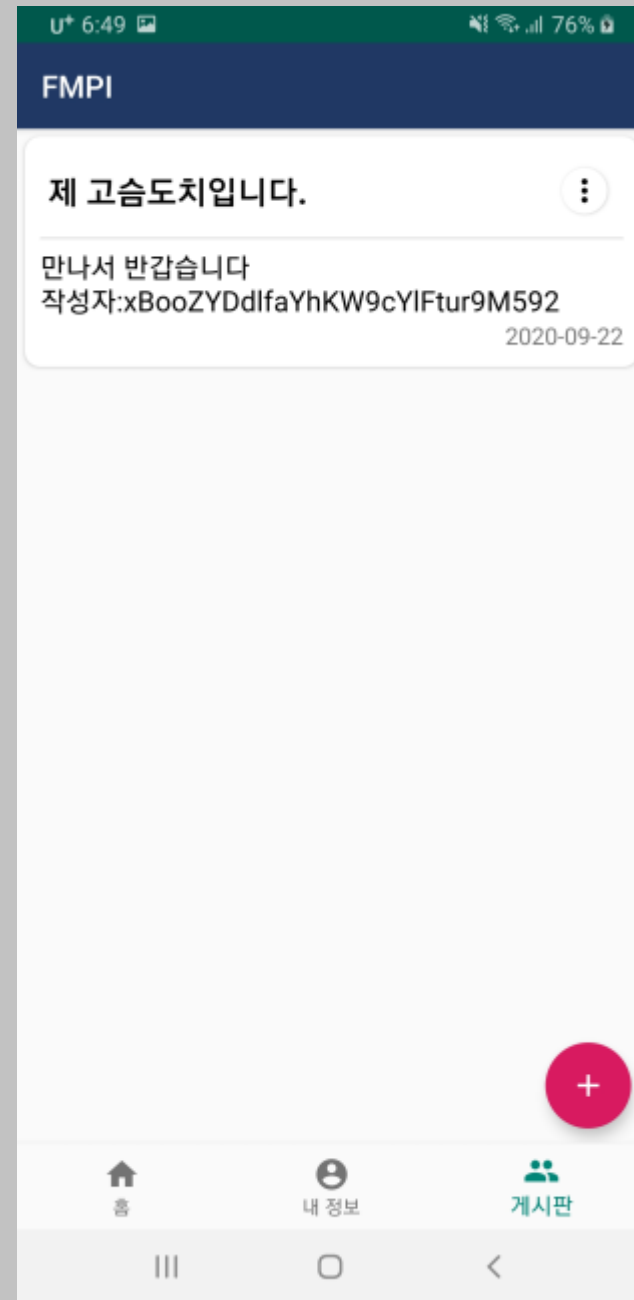 U+ 6:49 76%
FMPI
제 고슴도치입니다.
만나서 반갑습니다
작성자:xBooZYDdlfaYhKW9cYlFtur9M592
2020-09-22
+
홈 내 정보 게시판